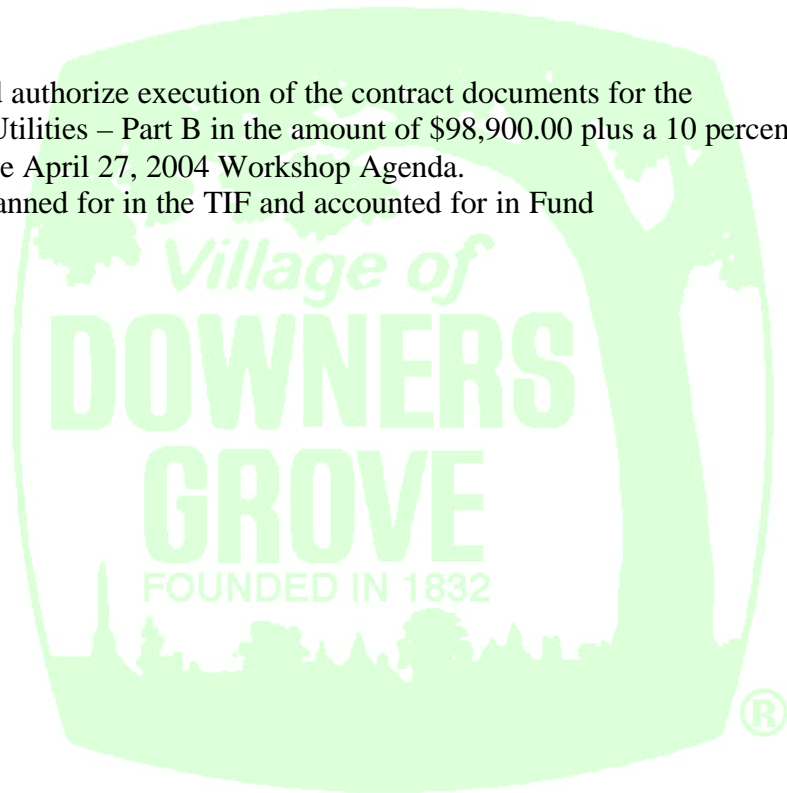 authorize execution of the contract documents for the
Utilities – Part B in the amount of $98,900.00 plus a 10 percen
April 27, 2004 Workshop Agenda.
anned for in the TIF and accounted for in Fund
Village of
DOWNERS
GROVE
FOUNDED IN 1832
®